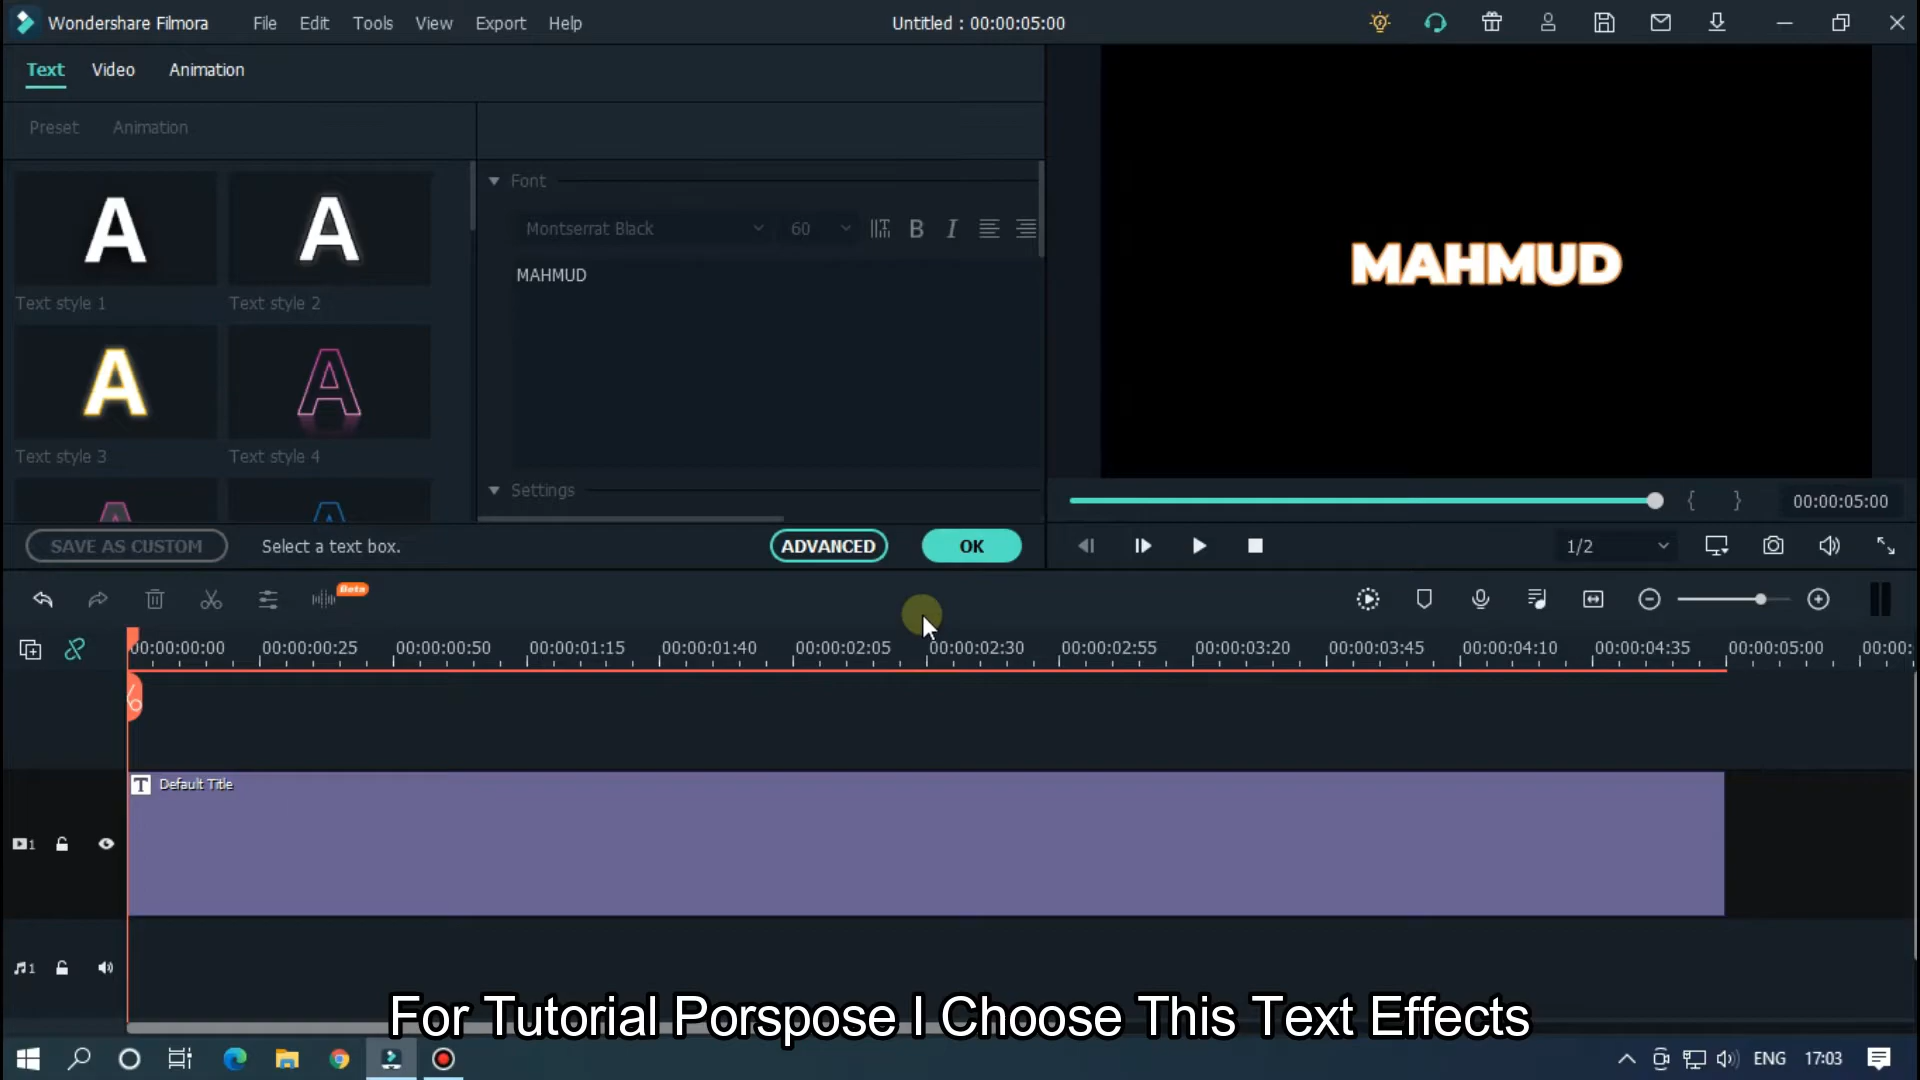 Wondershare Filmora File Edit Tools View Export Help Untitled : 00:00:05:00
Text Video Animation
Preset Animation
Font
Montserrat Black 60 B I
MAHMUD
MAHMUD
A A
Text style 1 Text style 2
A A
Text style 3 Text style 4
Settings
{ } 00:00:05:00
SAVE AS CUSTOM Select a text box. ADVANCED OK
1/2
Beta
00:00:00:00 00:00:00:25 00:00:00:50 00:00:01:15 00:00:01:40 00:00:02:05 00:00:02:30 00:00:02:55 00:00:03:20 00:00:03:45 00:00:04:10 00:00:04:35 00:00:05:00 00:00:
T Default Title
1
1
For Tutorial Porspose I Choose This Text Effects
ENG 17:03